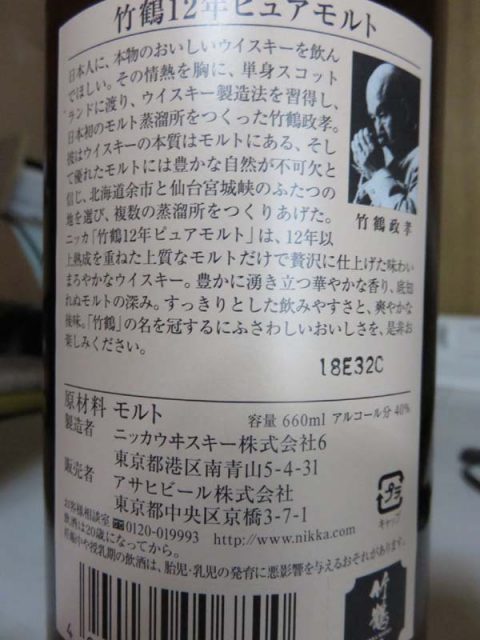 竹鶴12年ピュアモルト
日本人に、本物のおいしいウイスキーを飲ん
でほしい。その情熱を胸に、単身スコット
ランドに渡り、ウイスキー製造法を習得し、
日本初のモルト蒸溜所をつくった竹鶴政孝。
彼はウイスキーの本質はモルトにある、そし
て優れたモルトには豊かな自然が不可欠と
信じ、北海道余市と仙台宮城峡のふたつの
地を選び、複数の蒸溜所をつくりあげた。
竹鶴政孝
ニッカ「竹鶴12年ピュアモルト」は、12年以
上熟成を重ねた上質なモルトだけで贅沢に仕上げた味わい
まろやかなウイスキー。豊かに湧き立つ華やかな香り、底知
れぬモルトの深み。すっきりとした飲みやすさと、爽やかな
後味。「竹鶴」の名を冠するにふさわしいおいしさを、是非お
楽しみください。
18E32C
原材料 モルト 容量 660ml アルコール分 40%
製造者 ニッカウヰスキー株式会社6
東京都港区南青山5-4-31
販売者 アサヒビール株式会社
東京都中央区京橋3-7-1
プラ
キャップ
お客様相談室 0120-019993 http://www.nikka.com
飲酒は20歳になってから。
妊娠中や授乳期の飲酒は、胎児・乳児の発育に悪影響を与えるおそれがあります。
竹鶴
4